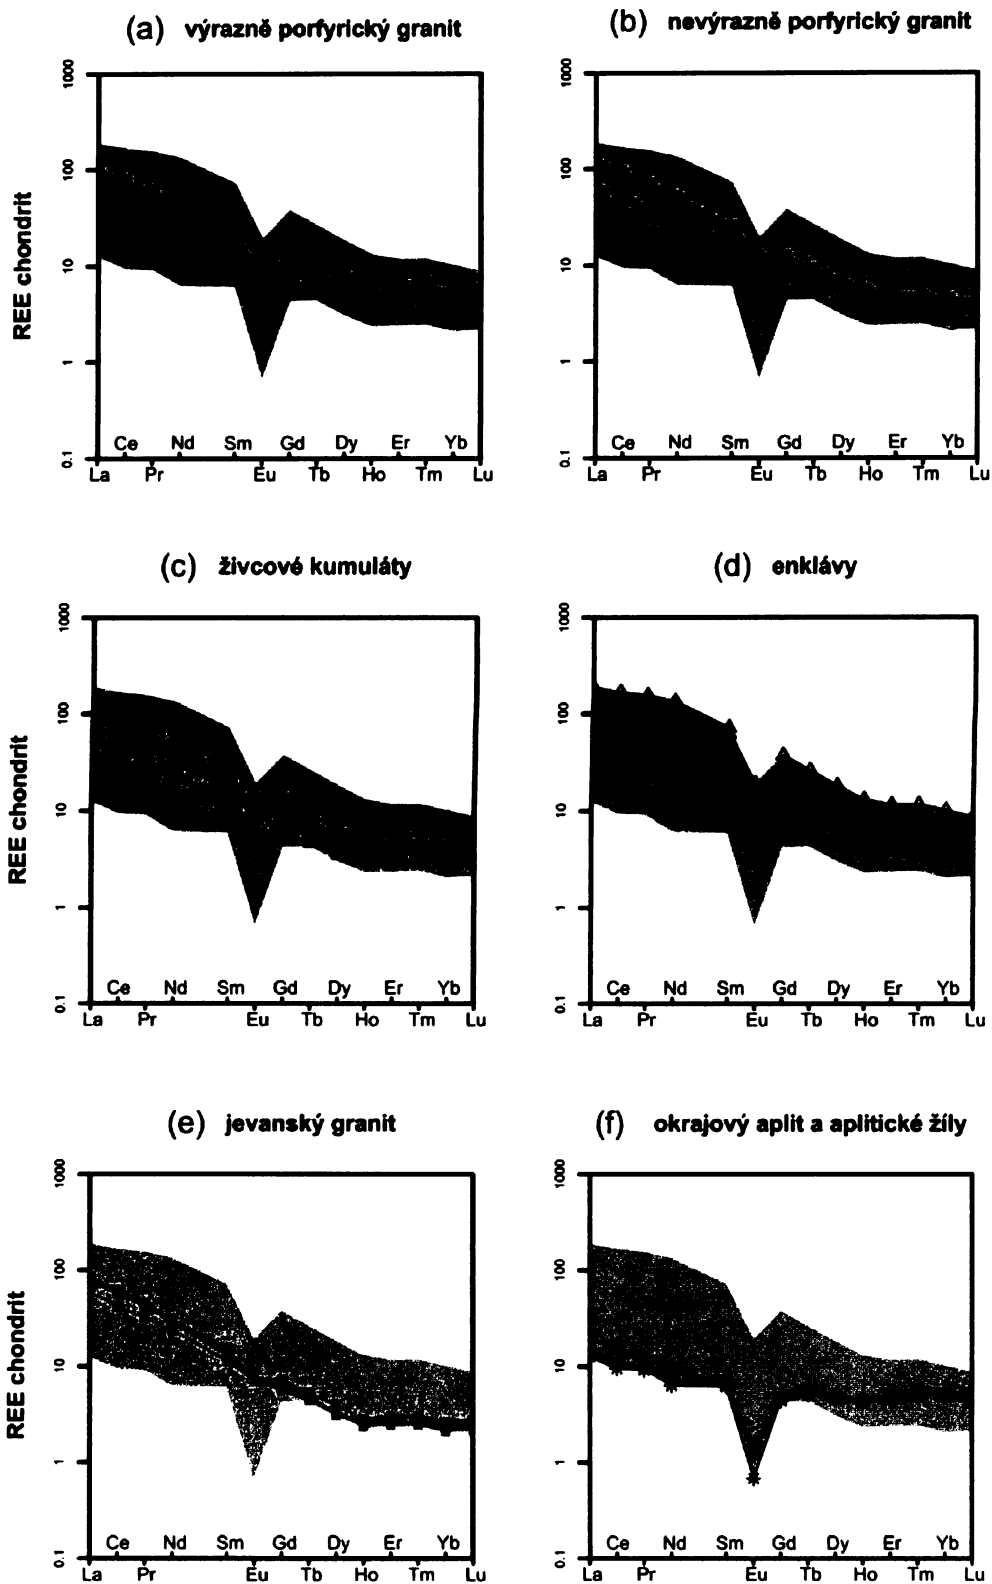 (a) výrazně porfyrický granit
(b) nevýrazně porfyrický granit
REE chondrit
1000
100
10
1
0.1
Ce Nd Sm Gd Dy Er Yb
La Pr Eu Tb Ho Tm Lu
1000
100
10
1
0.1
Ce Nd Sm Gd Dy Er Yb
La Pr Eu Tb Ho Tm Lu
(c) živcové kumuláty
(d) enklávy
REE chondrit
1000
100
10
1
0.1
Ce Nd Sm Gd Dy Er Yb
La Pr Eu Tb Ho Tm Lu
1000
100
10
1
0.1
Ce Nd Sm Gd Dy Er Yb
La Pr Eu Tb Ho Tm Lu
(e) jevanský granit
(f) okrajový aplit a aplitické žíly
REE chondrit
1000
100
10
1
0.1
Ce Nd Sm Gd Dy Er Yb
La Pr Eu Tb Ho Tm Lu
1000
100
10
1
0.1
Ce Nd Sm Gd Dy Er Yb
La Pr Eu Tb Ho Tm Lu